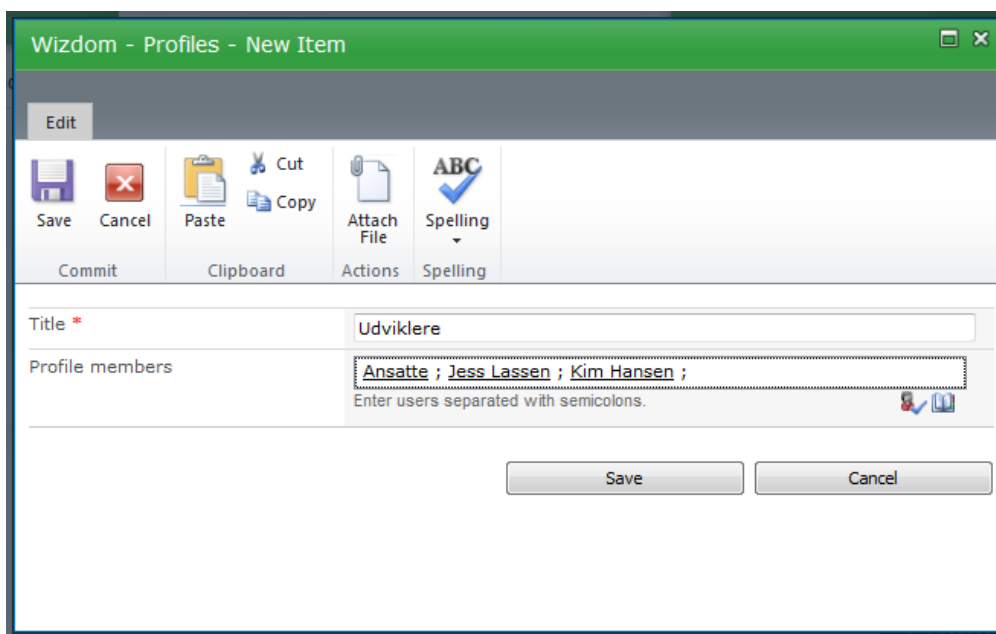 Wizdom - Profiles - New Item
Edit
Save
Cancel
Paste
Cut
Copy
Attach
File
ABC
Spelling
Commit
Clipboard
Actions
Spelling
Title *
Udviklere
Profile members
Ansatte ; Jess Lassen ; Kim Hansen ;
Enter users separated with semicolons.
Save
Cancel